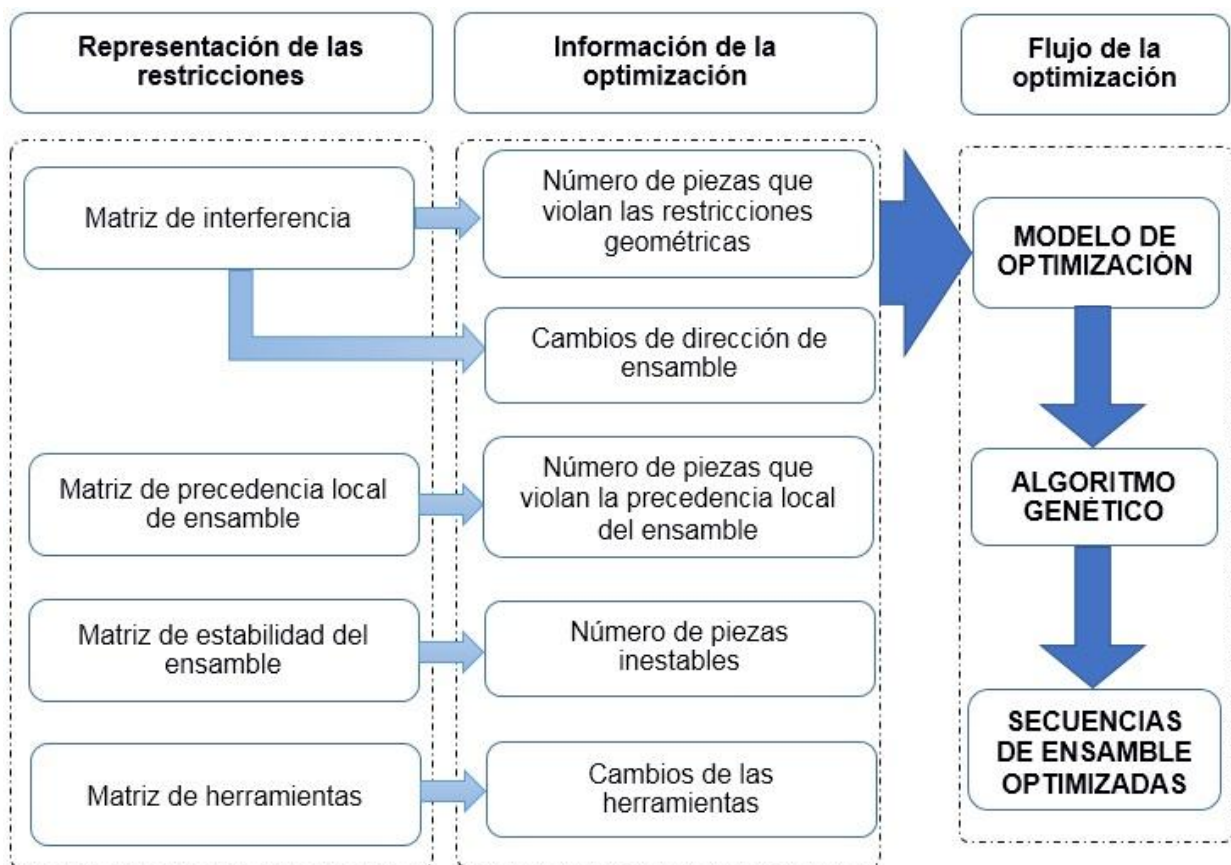 Representación de las
restricciones
Información de la
optimización
Flujo de la
optimización
Matriz de interferencia
Número de piezas que
violan las restricciones
geométricas
Cambios de dirección de
ensamble
Matriz de precedencia local
de ensamble
Número de piezas que
violan la precedencia local
del ensamble
Matriz de estabilidad del
ensamble
Número de piezas
inestables
Matriz de herramientas
Cambios de las
herramientas
MODELO DE
OPTIMIZACIÓN
ALGORITMO
GENÉTICO
SECUENCIAS
DE ENSAMBLE
OPTIMIZADAS